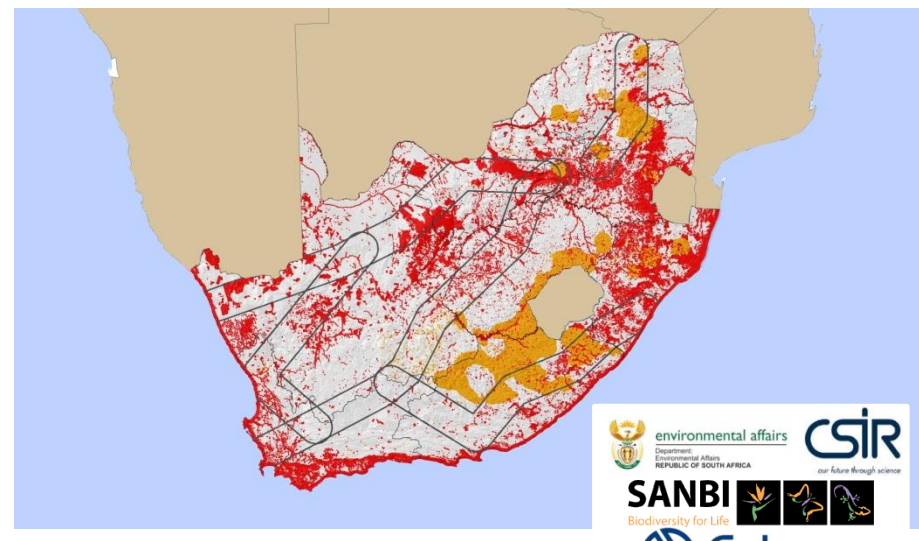 environmental affairs
Department:
Environmental Affairs
REPUBLIC OF SOUTH AFRICA
CSIR
our future through science
SANBI
Biodiversity for Life